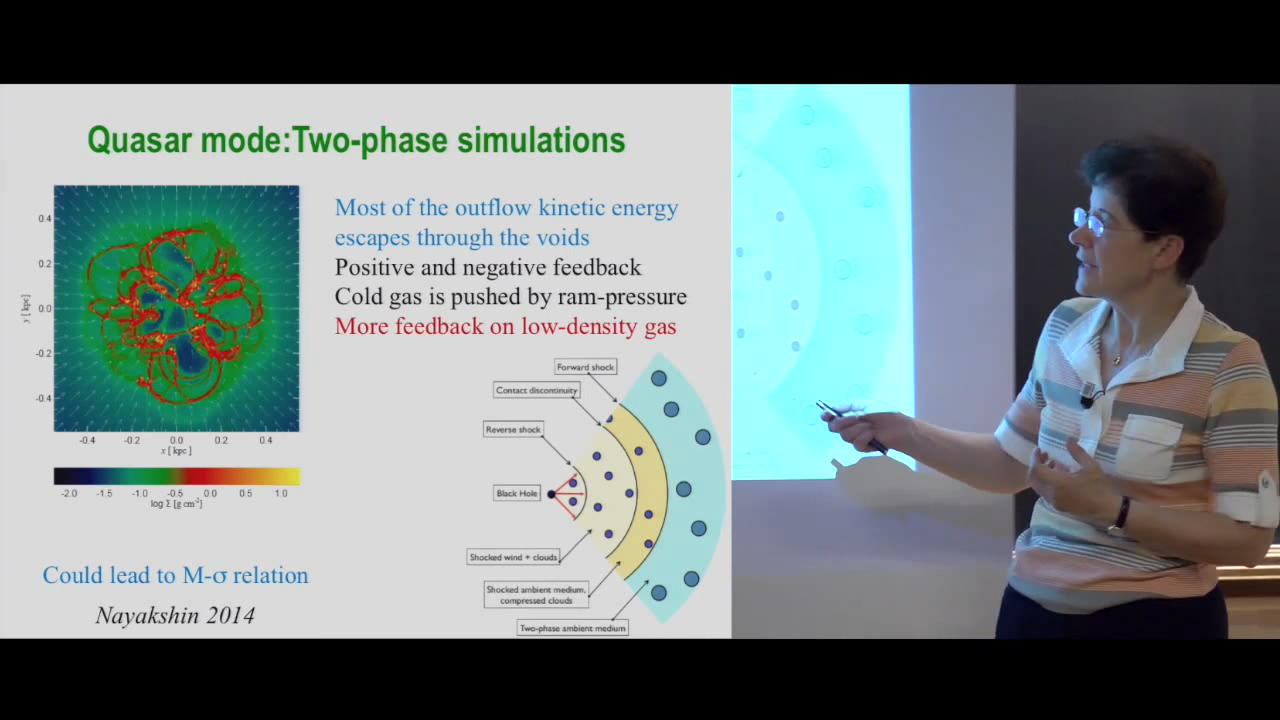 Quasar mode:Two-phase simulations
Most of the outflow kinetic energy
escapes through the voids
Positive and negative feedback
Cold gas is pushed by ram-pressure
More feedback on low-density gas
0.4
0.2
0.0
-0.2
-0.4
y [ kpc]
-0.4 -0.2 0.0 0.2 0.4
x [ kpc]
-2.0 -1.5 -1.0 -0.5 0.0 0.5 1.0
log Σ [g cm⁻²]
Forward shock
Contact discontinuity
Reverse shock
Black Hole
Shocked wind + clouds
Shocked ambient medium,
compressed clouds
Two-phase ambient medium
Could lead to M-σ relation
Nayakshin 2014